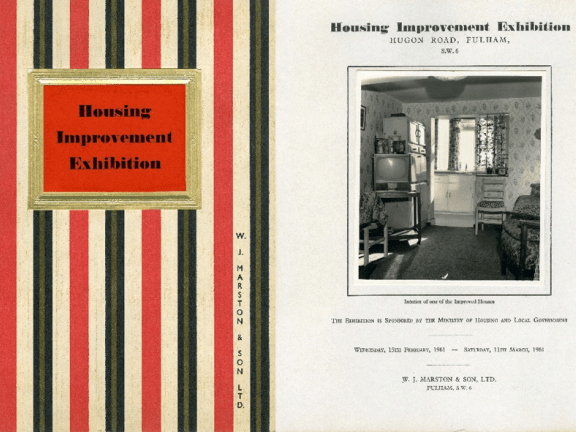 Housing
Improvement
Exhibition
W. J. MARSTON & SON LTD.
Housing Improvement Exhibition
HUGON ROAD, FULHAM,
S.W. 6
Interior of one of the Improved Houses
THE EXHIBITION IS SPONSORED BY THE MINISTRY OF HOUSING AND LOCAL GOVERNMENT
WEDNESDAY, 15TH FEBRUARY, 1961 — SATURDAY, 11TH MARCH, 1961
W. J. MARSTON & SON, LTD.
FULHAM, S.W. 6